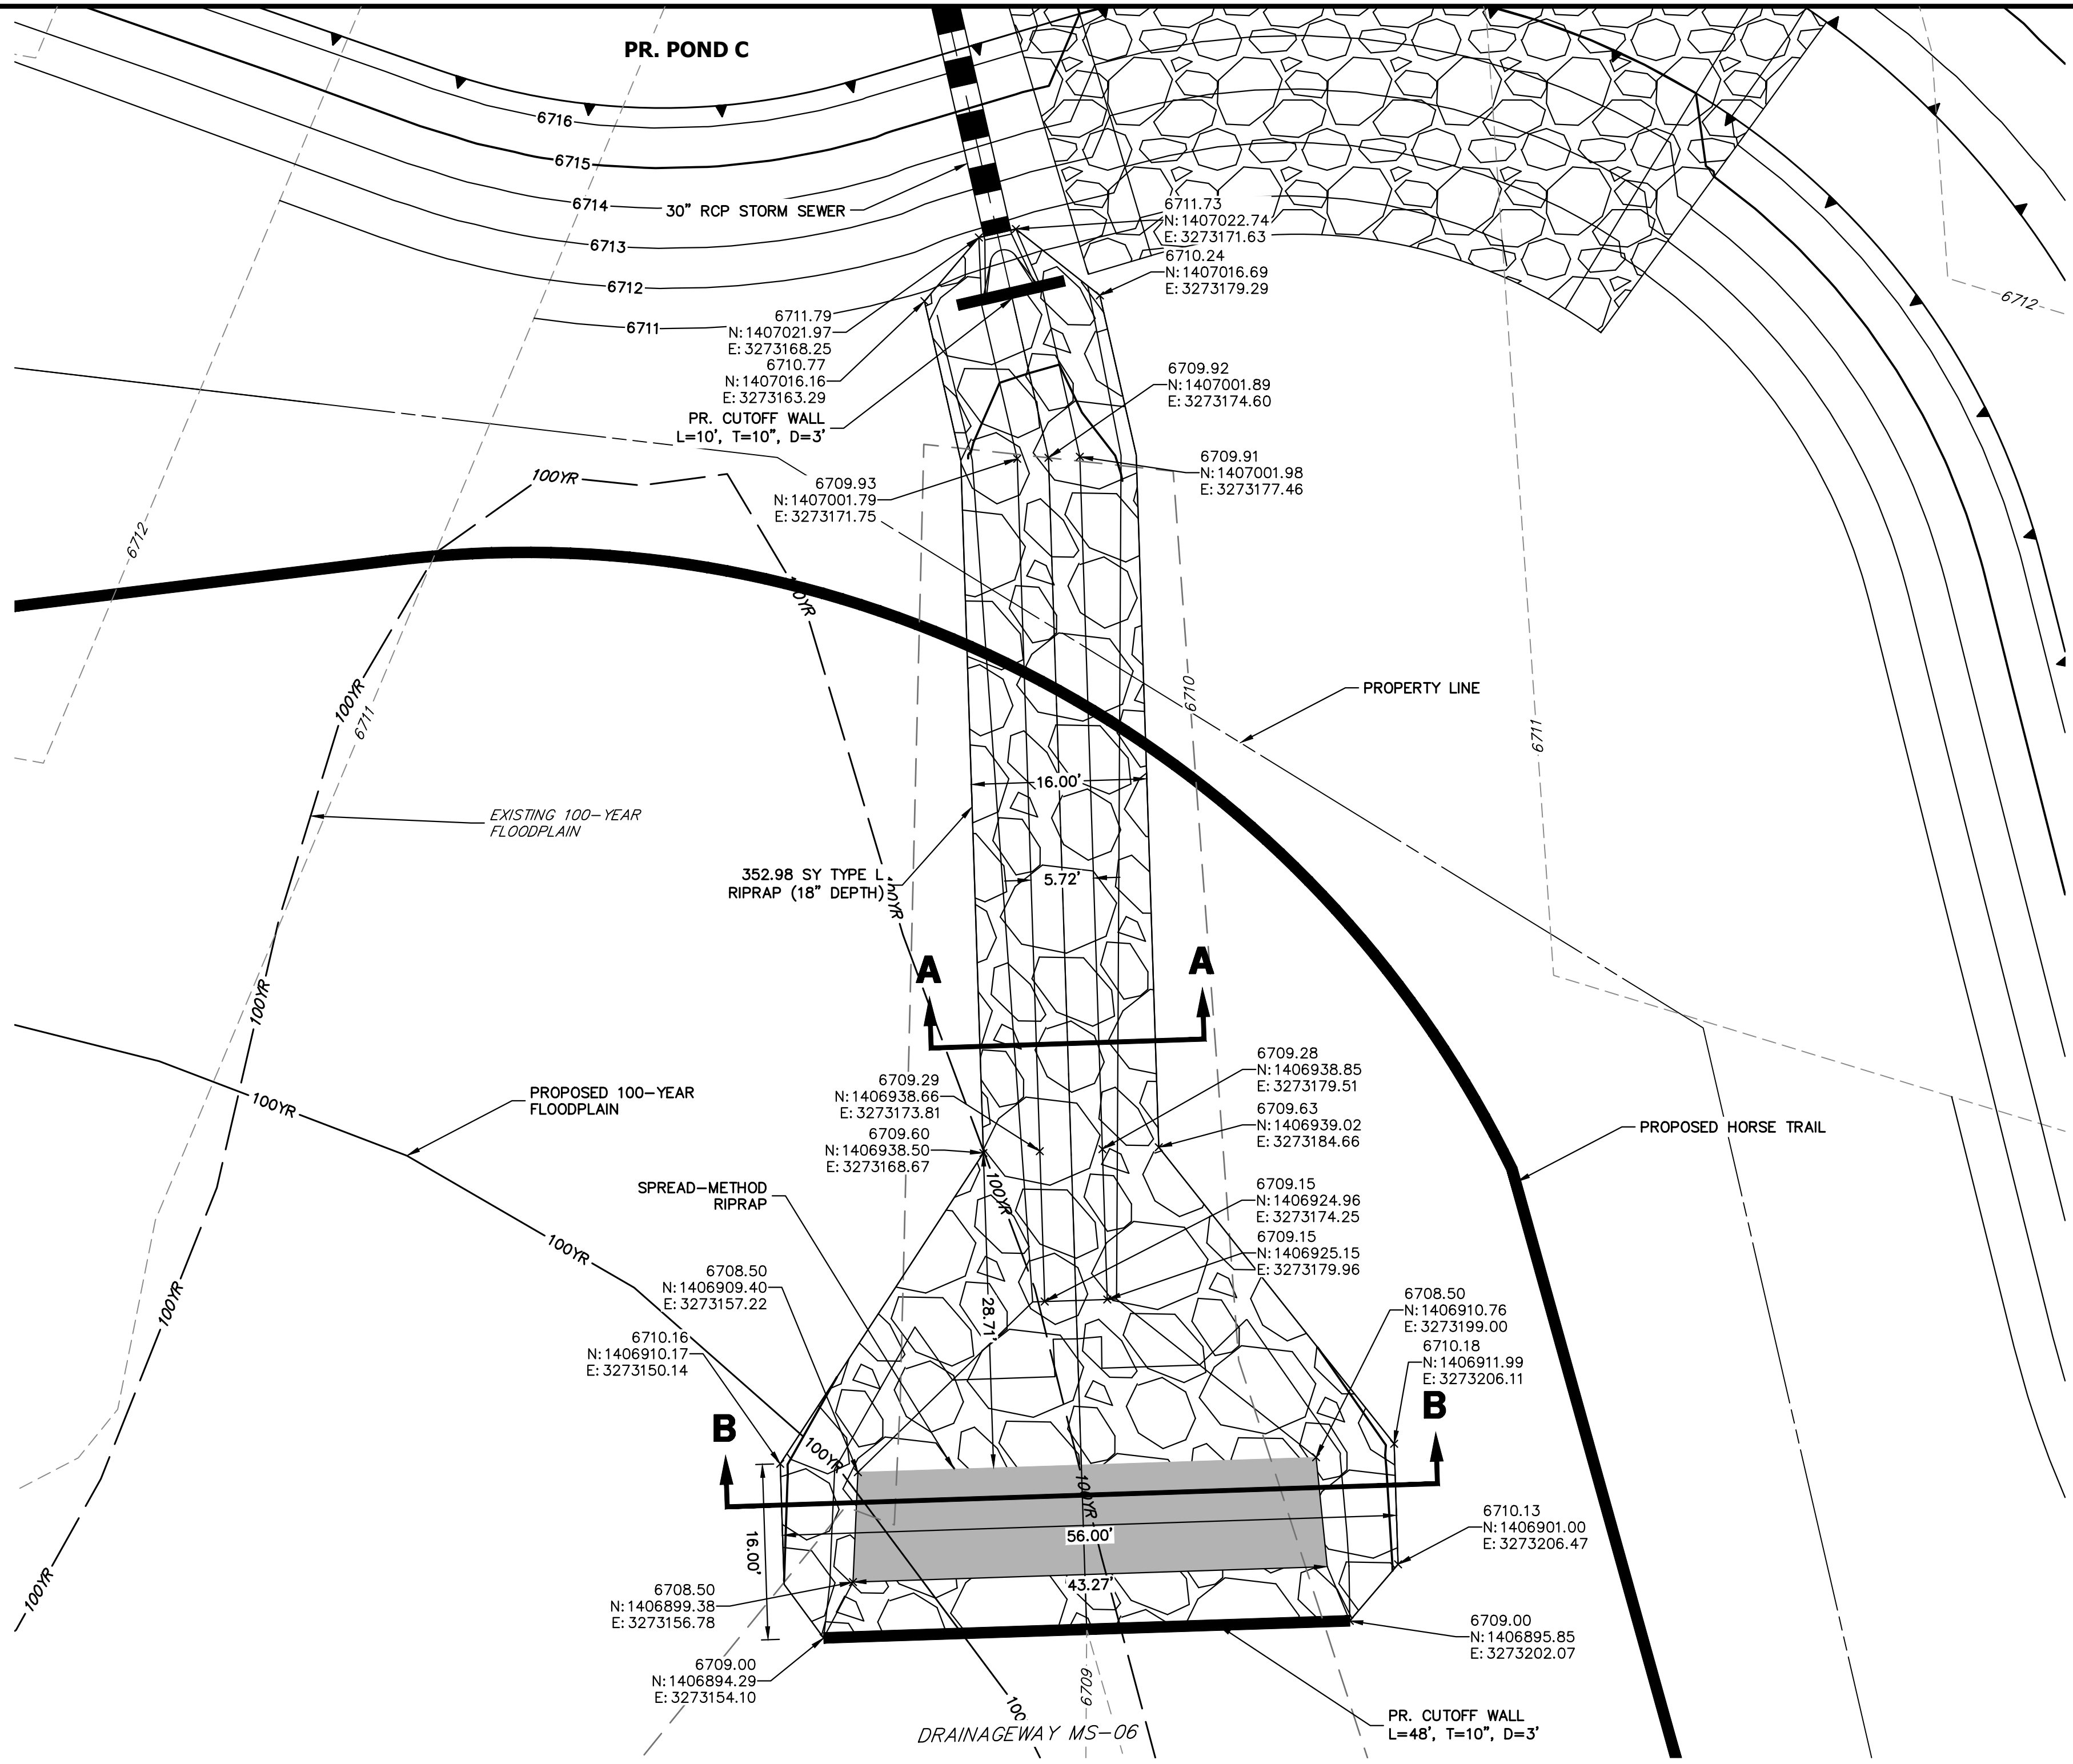 PR. POND C
6716
6715
6714
30" RCP STORM SEWER
6713
6712
6711
6711.73
N: 1407022.74
E: 3273171.63
6710.24
N: 1407016.69
E: 3273179.29
6712
6711.79
N: 1407021.97
E: 3273168.25
6710.77
N: 1407016.16
E: 3273163.29
PR. CUTOFF WALL
L=10', T=10", D=3'
6709.92
N: 1407001.89
E: 3273174.60
6709.91
N: 1407001.98
E: 3273177.46
6709.93
N: 1407001.79
E: 3273171.75
100YR
6712
100YR
6711
6710
PROPERTY LINE
6711
16.00'
EXISTING 100-YEAR
FLOODPLAIN
352.98 SY TYPE L
RIPRAP (18" DEPTH)
100YR
5.72'
A
A
100YR
6709.28
N: 1406938.85
E: 3273179.51
6709.29
N: 1406938.66
E: 3273173.81
6709.63
N: 1406939.02
E: 3273184.66
6709.60
N: 1406938.50
E: 3273168.67
PROPOSED 100-YEAR
FLOODPLAIN
100YR
PROPOSED HORSE TRAIL
SPREAD-METHOD
RIPRAP
100YR
6709.15
N: 1406924.96
E: 3273174.25
6709.15
N: 1406925.15
E: 3273179.96
100YR
6708.50
N: 1406909.40
E: 3273157.22
28.71'
6708.50
N: 1406910.76
E: 3273199.00
100YR
6710.16
N: 1406910.17
E: 3273150.14
6710.18
N: 1406911.99
E: 3273206.11
B
B
100YR
100YR
56.00'
16.00'
6710.13
N: 1406901.00
E: 3273206.47
43.27'
100YR
6708.50
N: 1406899.38
E: 3273156.78
6709.00
N: 1406895.85
E: 3273202.07
6709.00
N: 1406894.29
E: 3273154.10
6709
100
DRAINAGEWAY MS-06
PR. CUTOFF WALL
L=48', T=10", D=3'